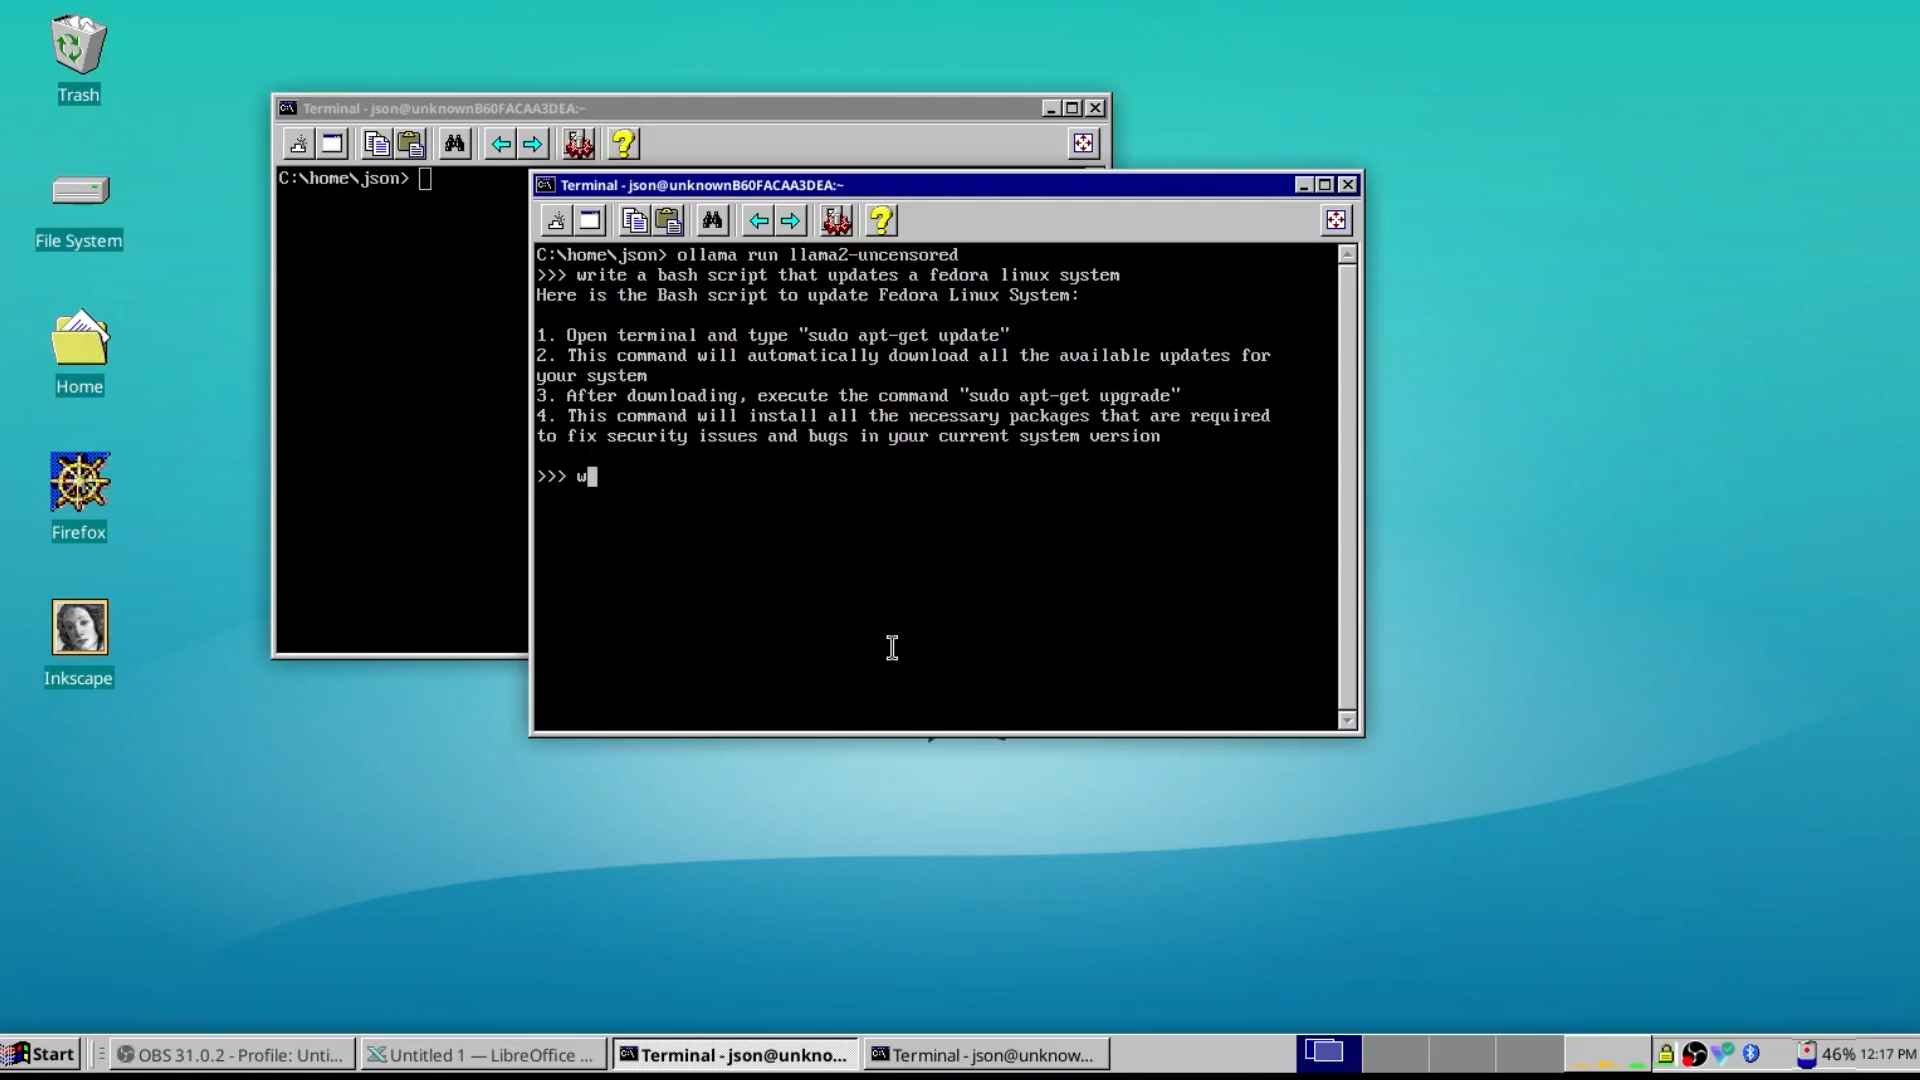 Trash
File System
Home
Firefox
Inkscape
Terminal - json@unknownB60FACAA3DEA:~
C:\home\json>
Terminal - json@unknownB60FACAA3DEA:~
C:\home\json> ollama run llama2-uncensored
>>> write a bash script that updates a fedora linux system
Here is the Bash script to update Fedora Linux System:
1. Open terminal and type "sudo apt-get update"
2. This command will automatically download all the available updates for
your system
3. After downloading, execute the command "sudo apt-get upgrade"
4. This command will install all the necessary packages that are required
to fix security issues and bugs in your current system version
>>> w
Start
OBS 31.0.2 - Profile: Unti...
Untitled 1 — LibreOffice ...
Terminal - json@unkno...
Terminal - json@unknow...
46% 12:17 PM